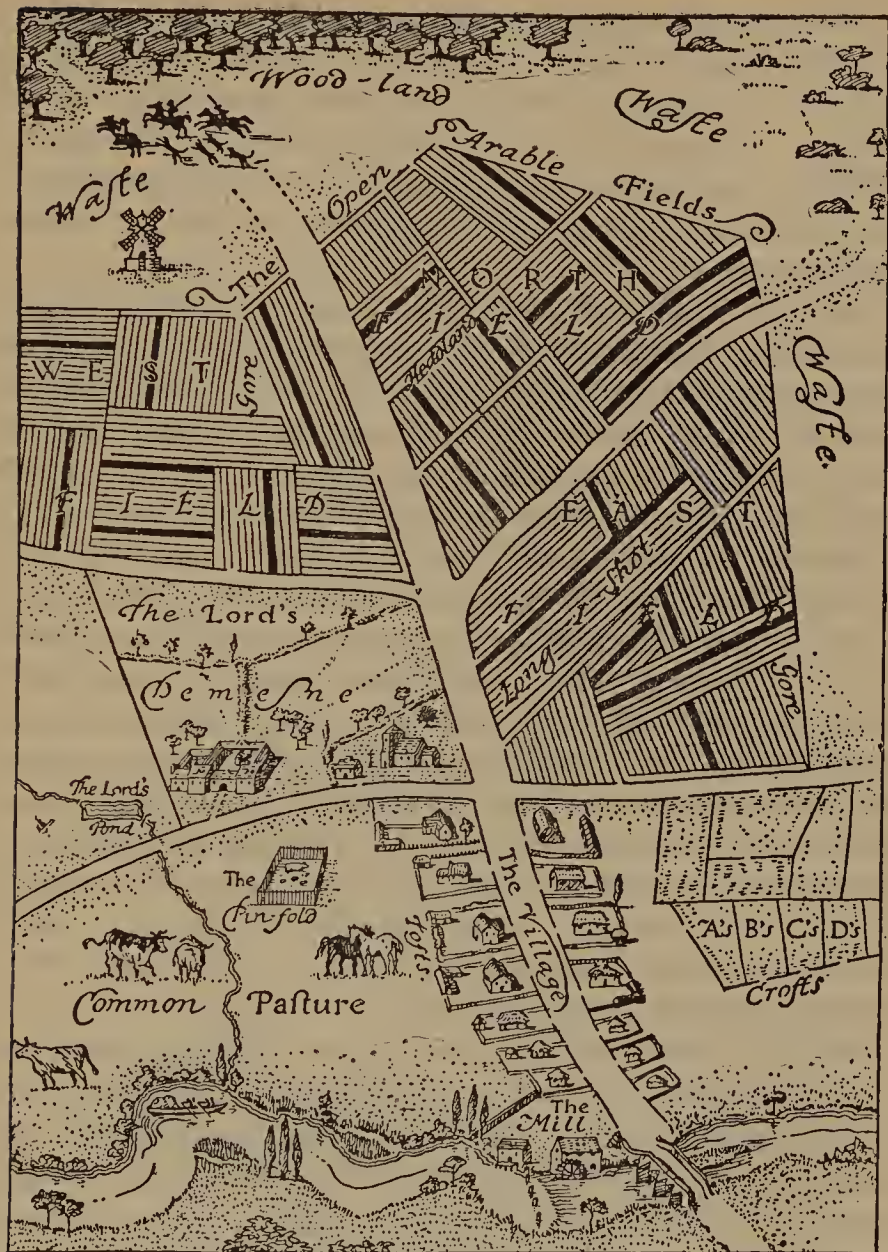 Wood-land
Waſte
Waſte
The Open Arable Fields
NORTH
FIELD
Headland
WEST
FIELD
Gore
Waſte.
EAST
FIELD
Long Shot
Gore
The Lord's
Demeſne
The Lord's
Pond
The
Pin-fold
Tofts
The Village
A's B's C's D's
Crofts
Common Paſture
The
Mill